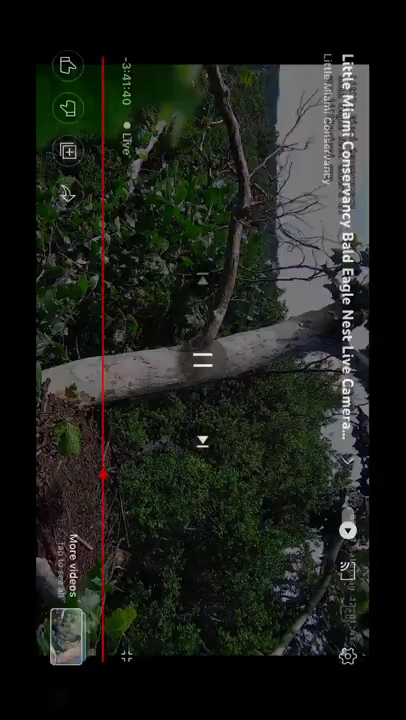 Little Miami Conservancy Bald Eagle Nest Live Camera...
Little Miami Conservancy
-3:41:40
Live
More videos
Tap to see all